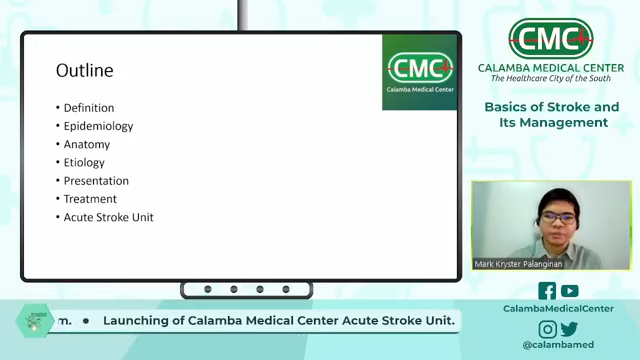 Outline
• Definition
• Epidemiology
• Anatomy
• Etiology
• Presentation
• Treatment
• Acute Stroke Unit
CMC
Calamba Medical Center
CMC
CALAMBA MEDICAL CENTER
The Healthcare City of the South
Basics of Stroke and
Its Management
Mark Kryster Palanginan
CalambaMedicalCenter
@calambamed
m. • Launching of Calamba Medical Center Acute Stroke Unit.